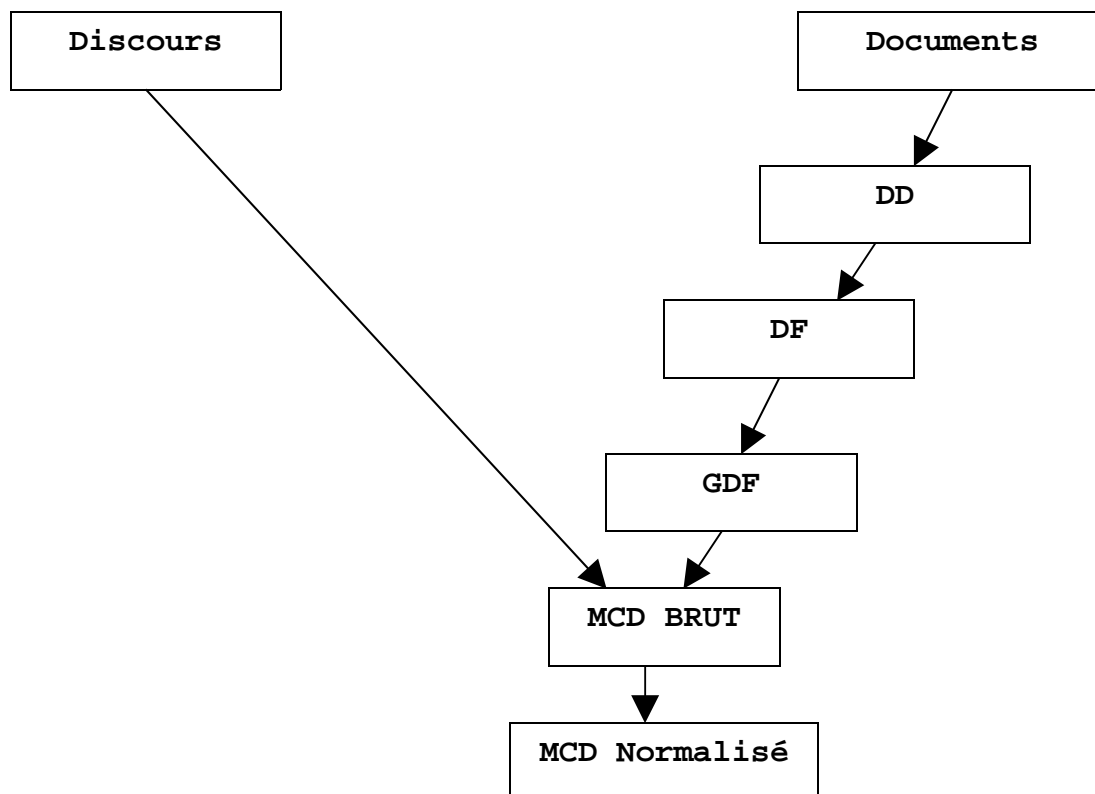 Discours
Documents
DD
DF
GDF
MCD BRUT
MCD Normalisé